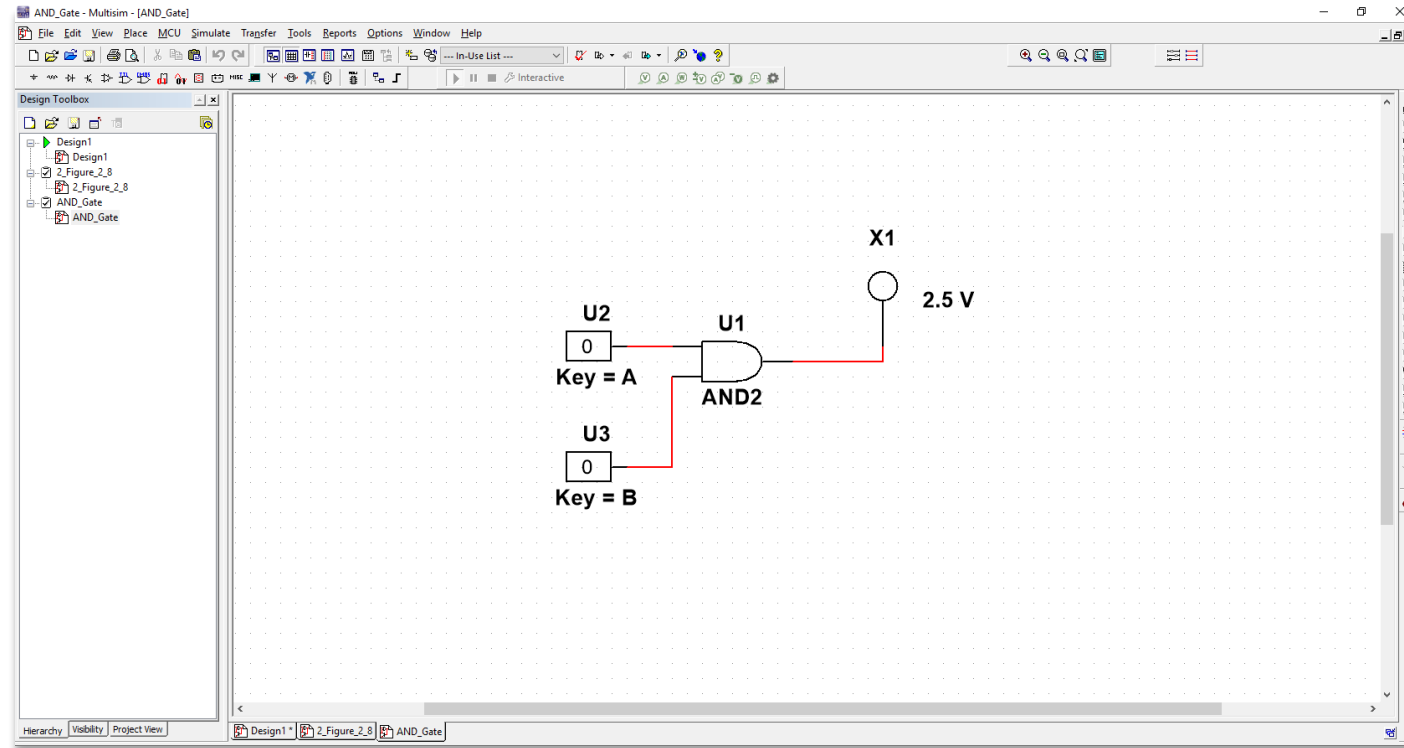 AND_Gate - Multisim - [AND_Gate]
File Edit View Place MCU Simulate Transfer Tools Reports Options Window Help
--- In-Use List ---
Interactive
Design Toolbox
Design1
Design1
2_Figure_2_8
2_Figure_2_8
AND_Gate
AND_Gate
X1
2.5 V
U2
0
Key = A
U1
AND2
U3
0
Key = B
Hierarchy Visibility Project View
Design1 * 2_Figure_2_8 AND_Gate